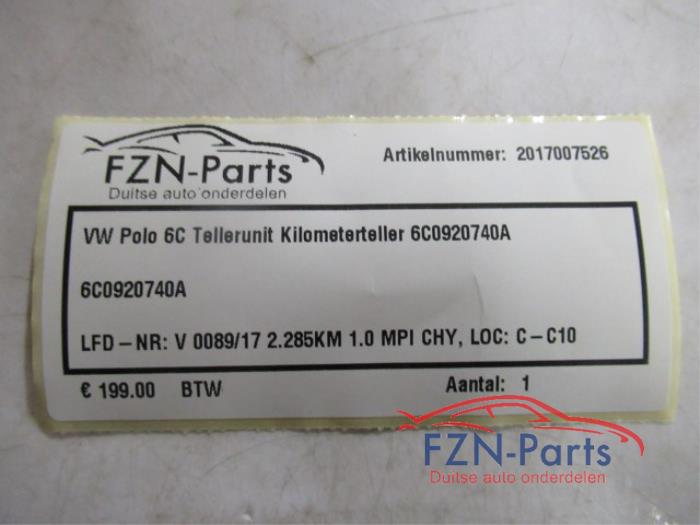 FZN-Parts
Duitse auto onderdelen
Artikelnummer: 2017007526
VW Polo 6C Tellerunit Kilometerteller 6C0920740A
6C0920740A
LFD-NR: V 0089/17 2.285KM 1.0 MPI CHY, LOC: C-C10
€ 199.00 BTW
Aantal: 1
FZN-Parts
Duitse auto onderdelen